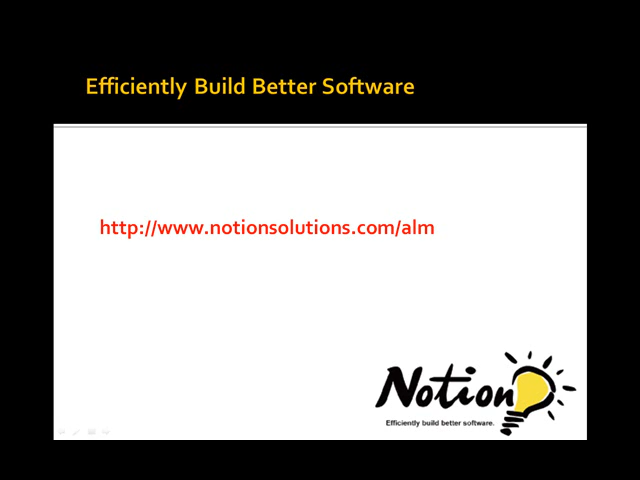 Efficiently Build Better Software
http://www.notionsolutions.com/alm
Notion
Efficiently build better software.